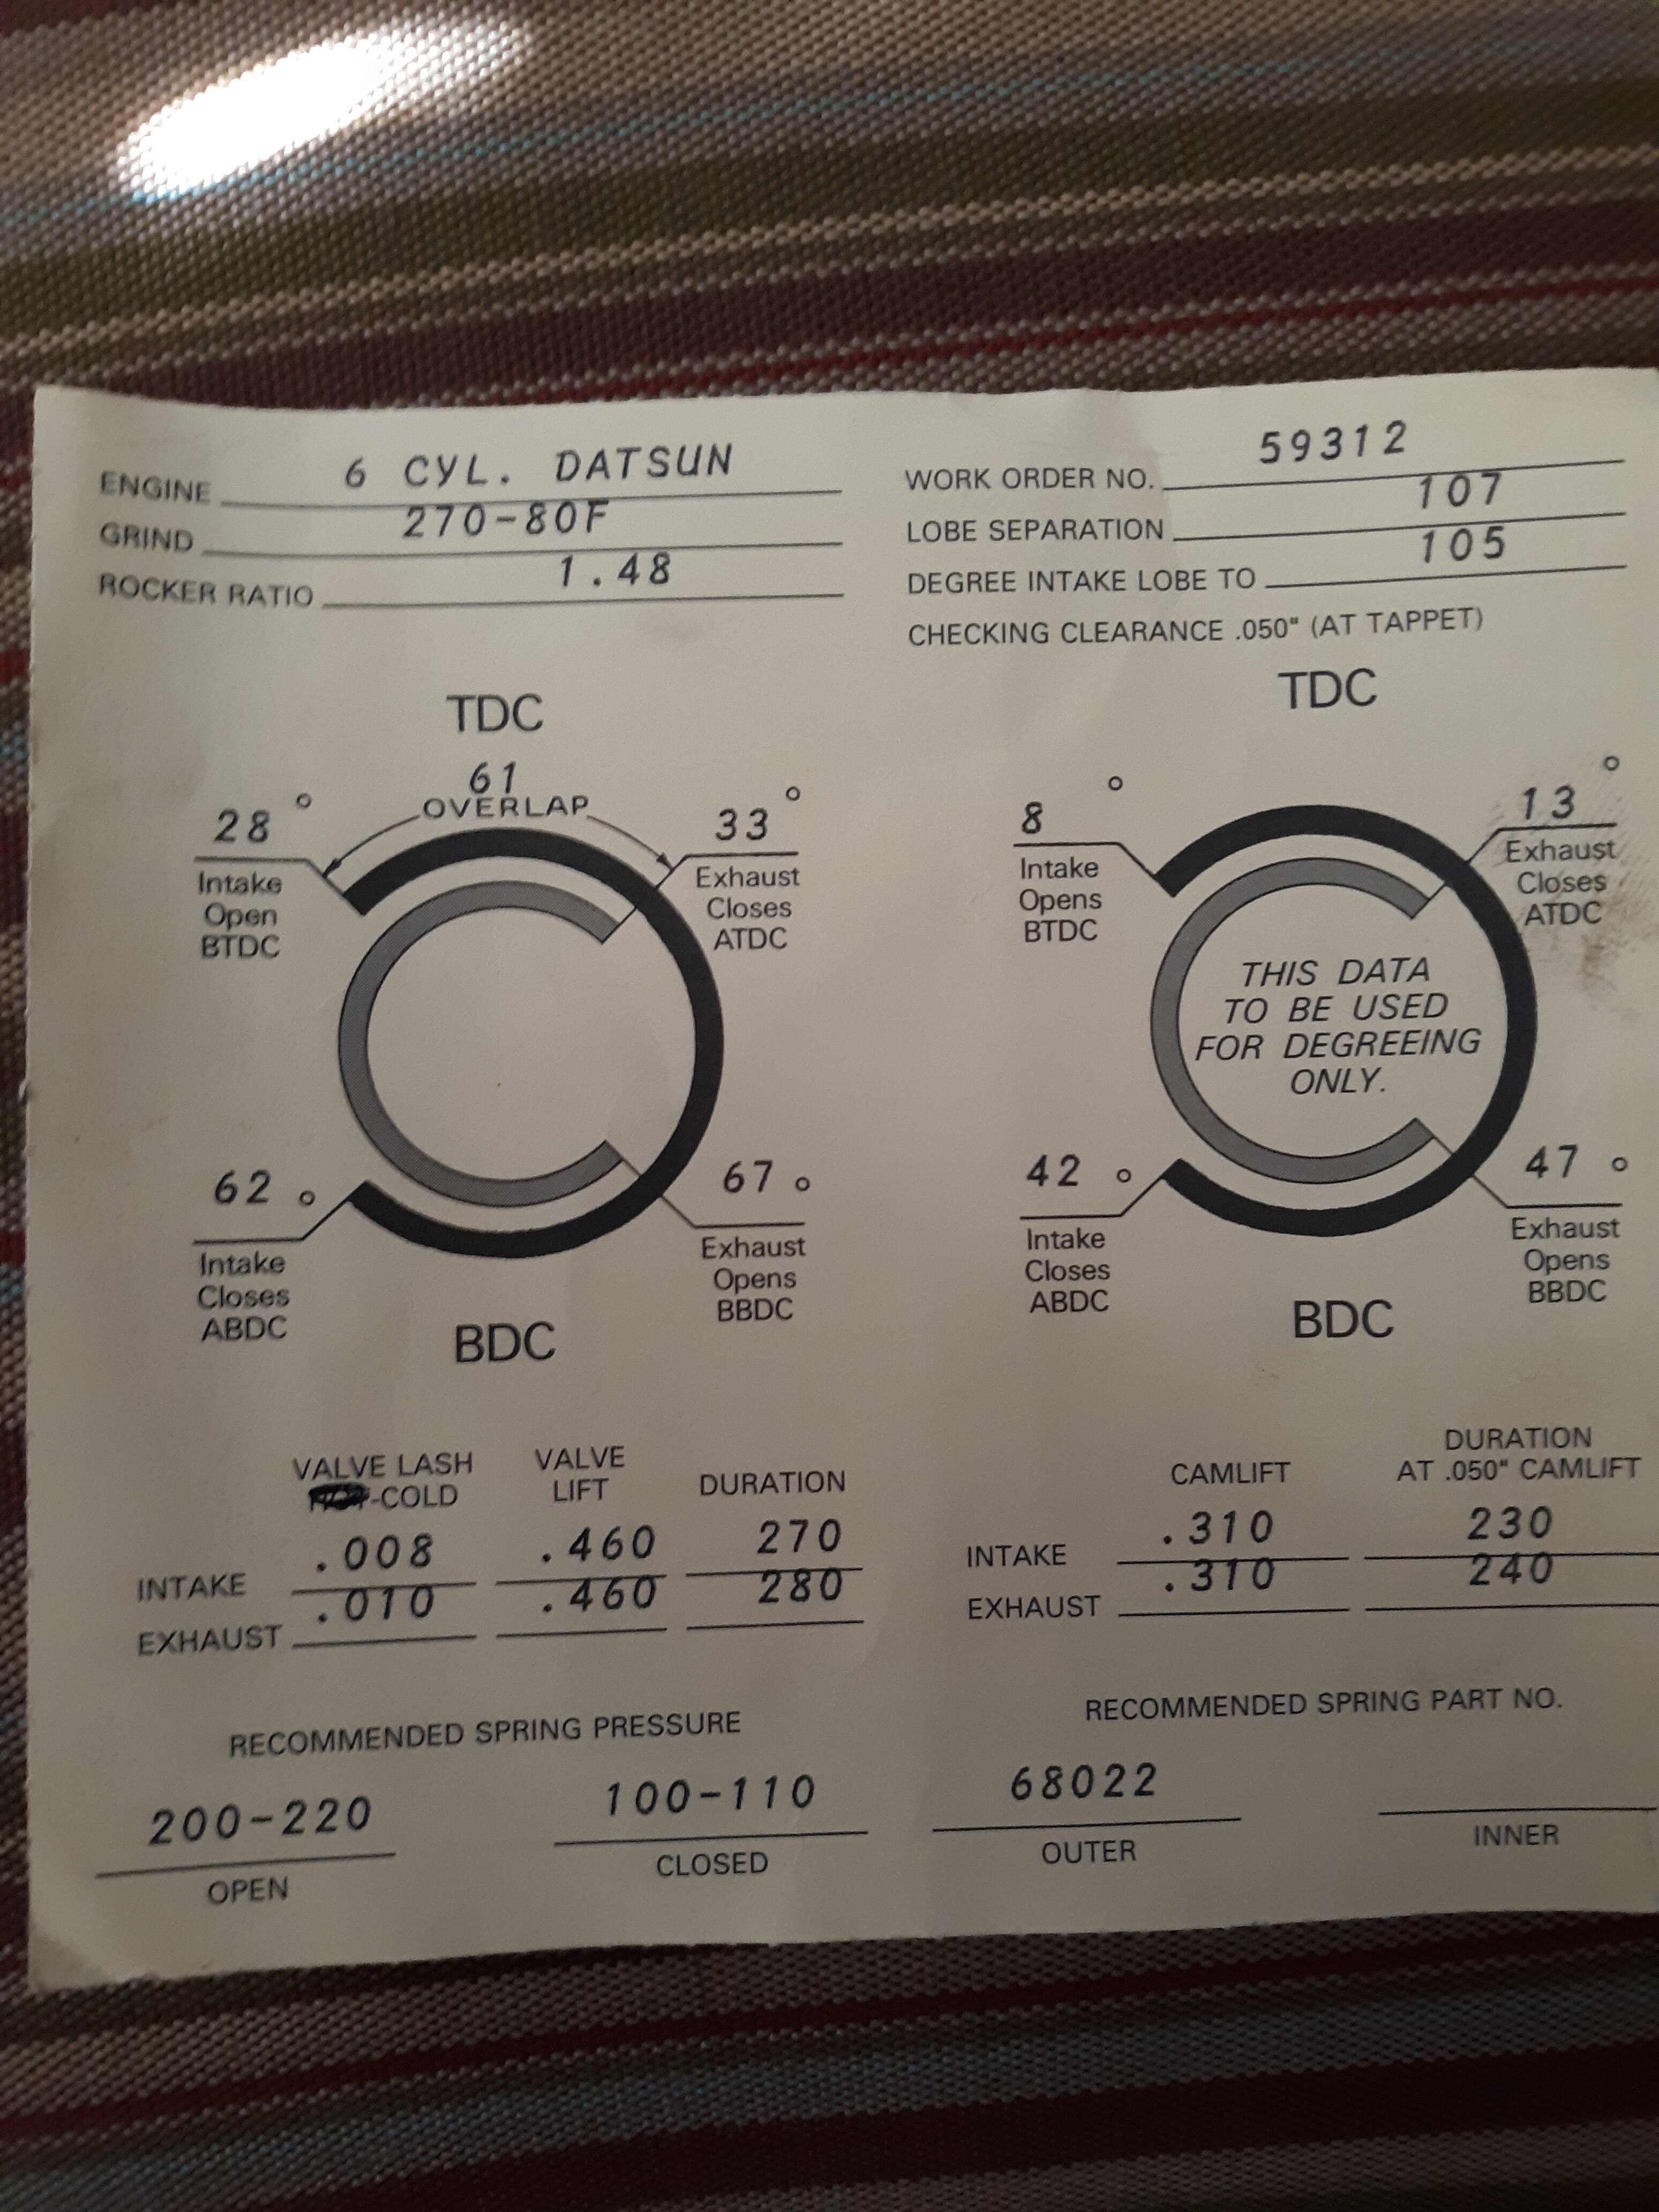 ENGINE 6 CYL. DATSUN
GRIND 270-80F
ROCKER RATIO 1.48
WORK ORDER NO. 59312
LOBE SEPARATION 107
DEGREE INTAKE LOBE TO 105
CHECKING CLEARANCE .050" (AT TAPPET)
TDC
61
OVERLAP
28 °
Intake
Open
BTDC
33 °
Exhaust
Closes
ATDC
62 °
Intake
Closes
ABDC
67 °
Exhaust
Opens
BBDC
BDC
TDC
8 °
Intake
Opens
BTDC
13 °
Exhaust
Closes
ATDC
THIS DATA
TO BE USED
FOR DEGREEING
ONLY.
42 °
Intake
Closes
ABDC
47 °
Exhaust
Opens
BBDC
BDC
VALVE LASH VALVE DURATION
-COLD LIFT
INTAKE .008 .460 270
EXHAUST .010 .460 280
CAMLIFT DURATION
AT .050" CAMLIFT
INTAKE .310 230
EXHAUST .310 240
RECOMMENDED SPRING PRESSURE
200-220 100-110
OPEN CLOSED
RECOMMENDED SPRING PART NO.
68022
OUTER INNER